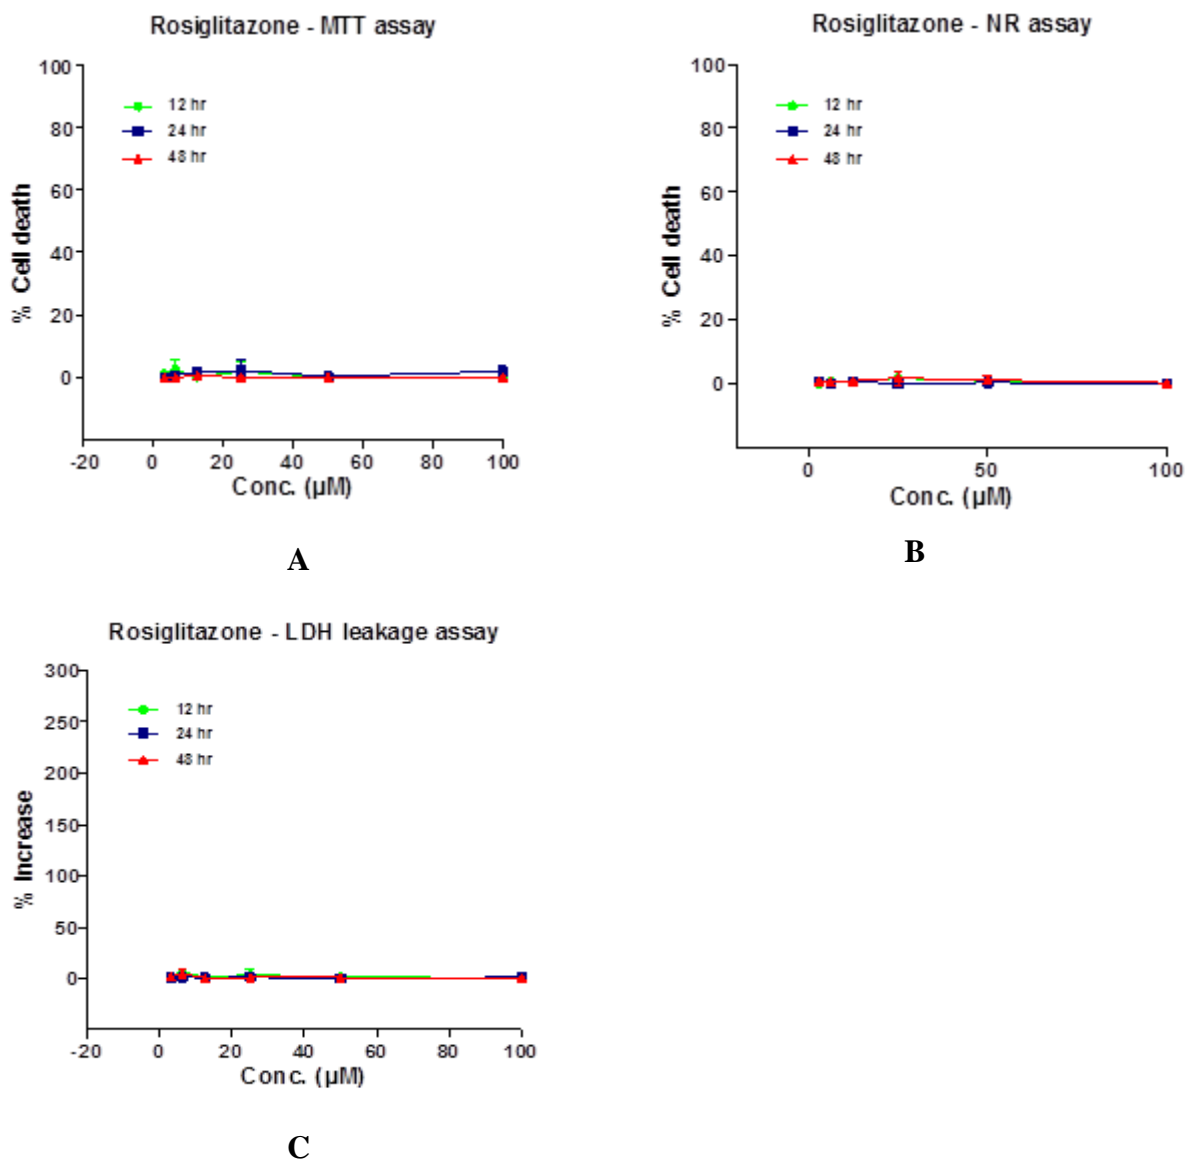 Rosiglitazone - MTT assay
100
80
60
40
20
0
% Cell death
12 hr
24 hr
48 hr
-20 0 20 40 60 80 100
Conc. (µM)
A
Rosiglitazone - NR assay
100
80
60
40
20
0
% Cell death
12 hr
24 hr
48 hr
0 50 100
Conc. (µM)
B
Rosiglitazone - LDH leakage assay
300
250
200
150
100
50
0
% Increase
12 hr
24 hr
48 hr
-20 0 20 40 60 80 100
Conc. (µM)
C